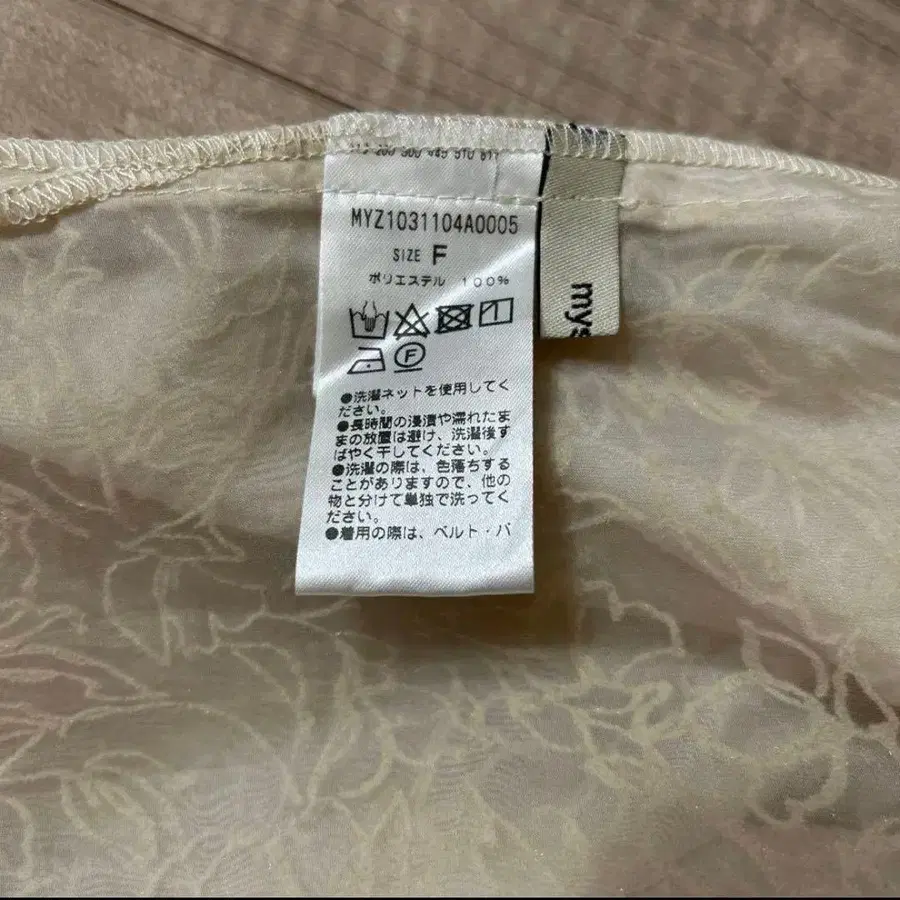 MYZ1031104A0005
SIZE F
ポリエステル 100%
F
●洗濯ネットを使用してく
ださい。
●長時間の浸漬や濡れたま
まの放置は避け、洗濯後す
ばやく干してください。
●洗濯の際は、色落ちする
ことがありますので、他の
物と分けて単独で洗ってく
ださい。
●着用の際は、ベルト・バ
mys